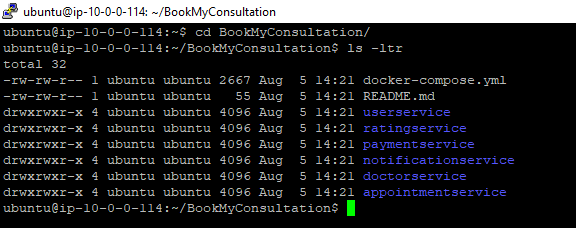 ubuntu@ip-10-0-0-114: ~/BookMyConsultation
ubuntu@ip-10-0-0-114:~$ cd BookMyConsultation/
ubuntu@ip-10-0-0-114:~/BookMyConsultation$ ls -ltr
total 32
-rw-rw-r-- 1 ubuntu ubuntu 2667 Aug  5 14:21 docker-compose.yml
-rw-rw-r-- 1 ubuntu ubuntu   55 Aug  5 14:21 README.md
drwxrwxr-x 4 ubuntu ubuntu 4096 Aug  5 14:21 userservice
drwxrwxr-x 4 ubuntu ubuntu 4096 Aug  5 14:21 ratingservice
drwxrwxr-x 4 ubuntu ubuntu 4096 Aug  5 14:21 paymentservice
drwxrwxr-x 4 ubuntu ubuntu 4096 Aug  5 14:21 notificationservice
drwxrwxr-x 4 ubuntu ubuntu 4096 Aug  5 14:21 doctorservice
drwxrwxr-x 4 ubuntu ubuntu 4096 Aug  5 14:21 appointmentservice
ubuntu@ip-10-0-0-114:~/BookMyConsultation$